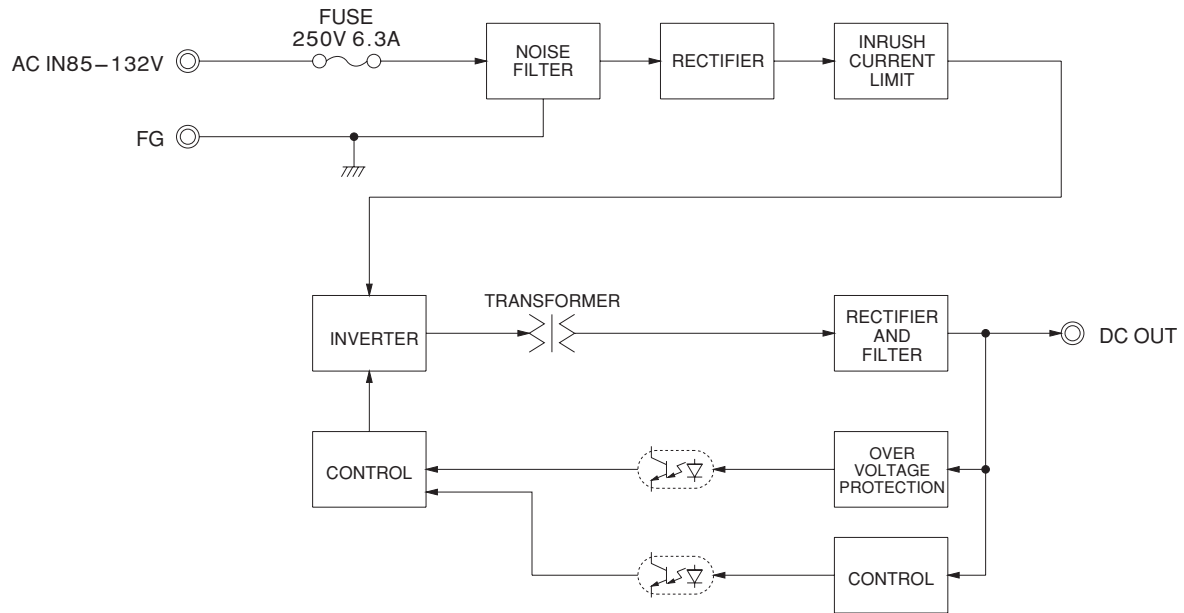 FUSE
250V 6.3A
AC IN85–132V
NOISE
FILTER
RECTIFIER
INRUSH
CURRENT
LIMIT
FG
TRANSFORMER
INVERTER
RECTIFIER
AND
FILTER
DC OUT
CONTROL
OVER
VOLTAGE
PROTECTION
CONTROL